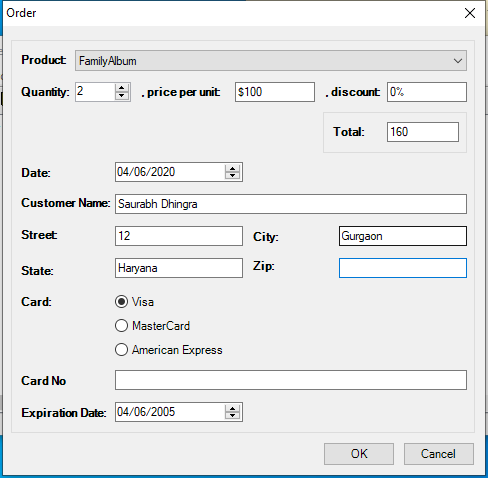 Order
Product: FamilyAlbum
Quantity: 2 , price per unit: $100 , discount: 0%
Total: 160
Date: 04/06/2020
Customer Name: Saurabh Dhingra
Street: 12 City: Gurgaon
State: Haryana Zip:
Card: Visa
MasterCard
American Express
Card No
Expiration Date: 04/06/2005
OK Cancel